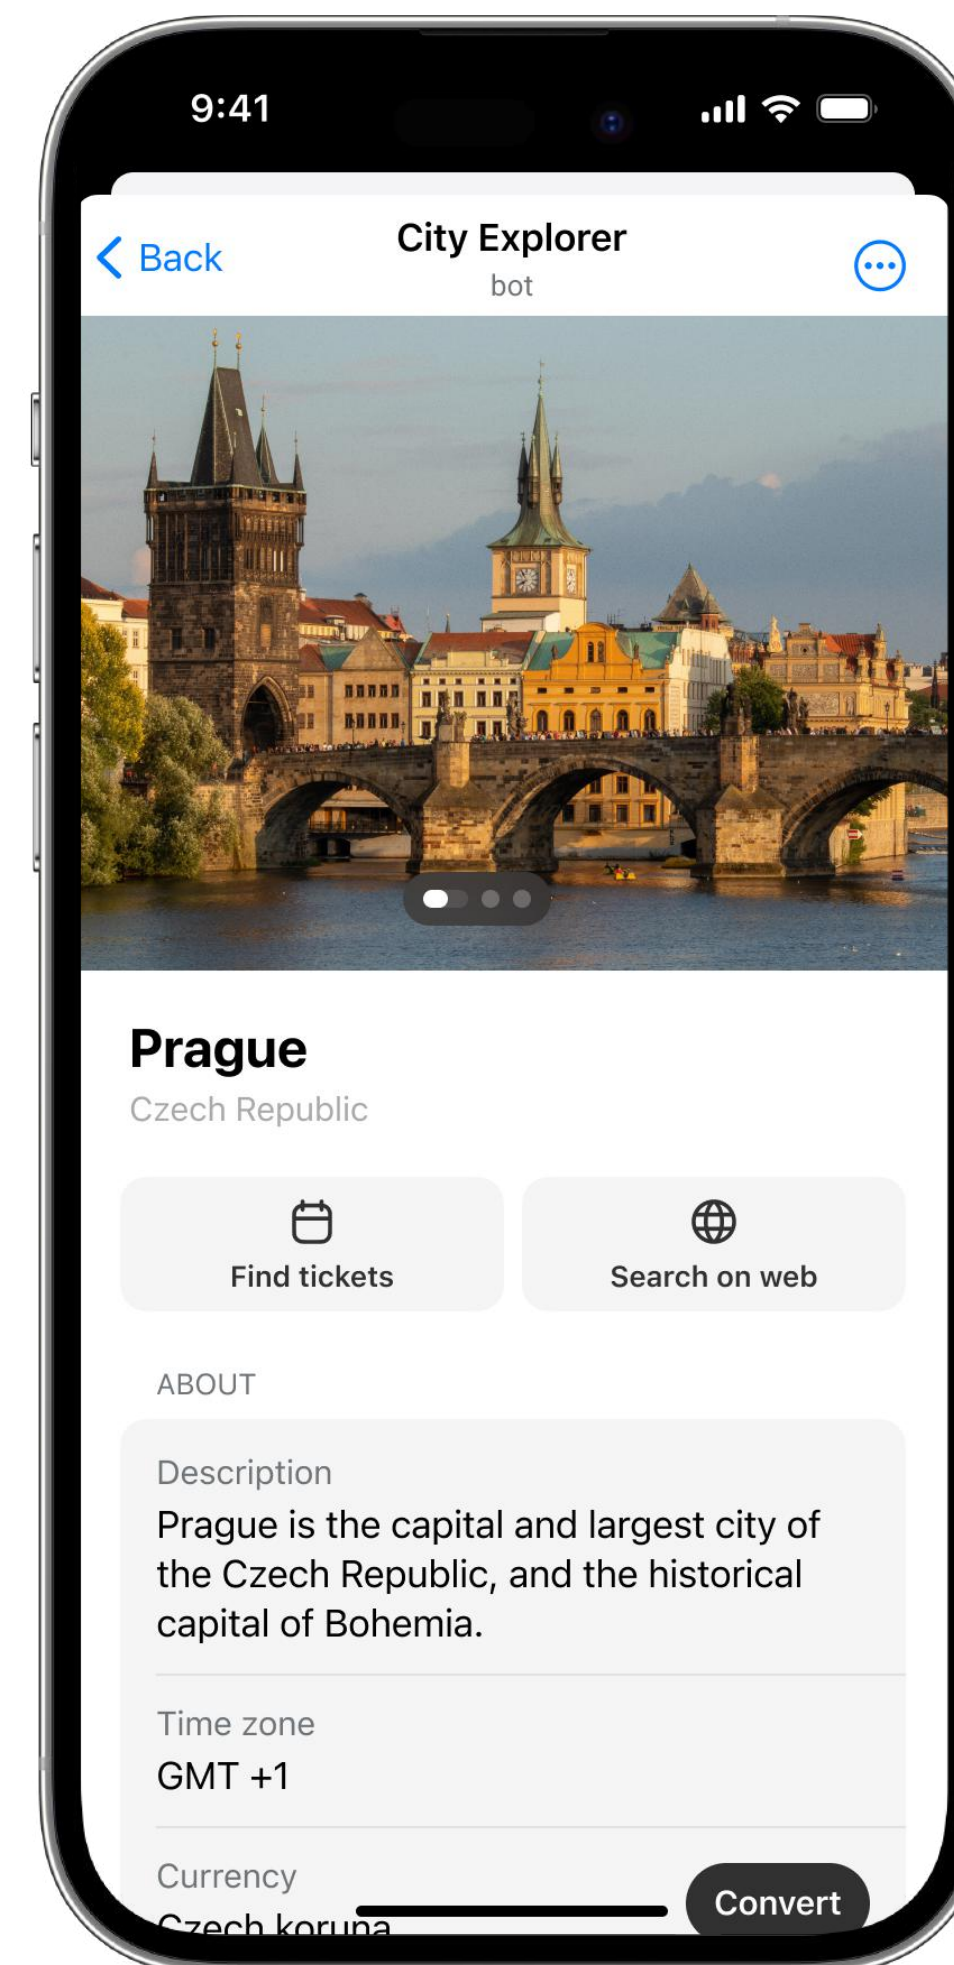 9:41
Back
City Explorer
bot
Prague
Czech Republic
Find tickets
Search on web
ABOUT
Description
Prague is the capital and largest city of
the Czech Republic, and the historical
capital of Bohemia.
Time zone
GMT +1
Currency
Convert
Czech koruna